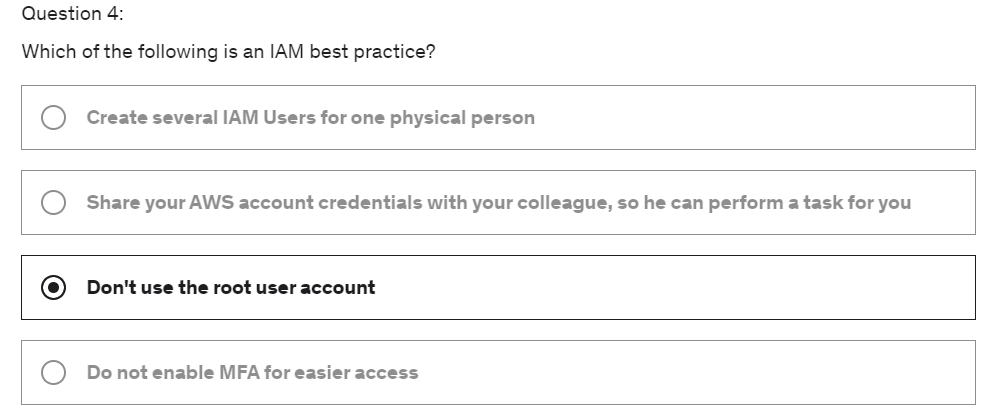 Question 4:
Which of the following is an IAM best practice?
Create several IAM Users for one physical person
Share your AWS account credentials with your colleague, so he can perform a task for you
Don't use the root user account
Do not enable MFA for easier access